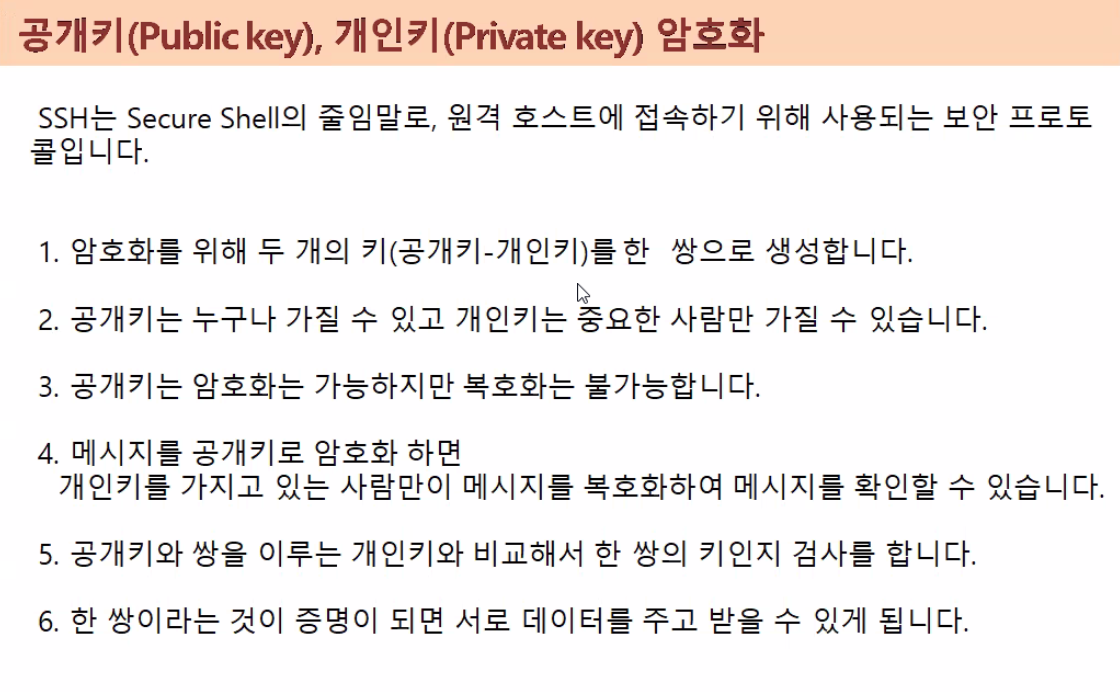 공개키(Public key), 개인키(Private key) 암호화
SSH는 Secure Shell의 줄임말로, 원격 호스트에 접속하기 위해 사용되는 보안 프로토
콜입니다.
1. 암호화를 위해 두 개의 키(공개키-개인키)를 한 쌍으로 생성합니다.
2. 공개키는 누구나 가질 수 있고 개인키는 중요한 사람만 가질 수 있습니다.
3. 공개키는 암호화는 가능하지만 복호화는 불가능합니다.
4. 메시지를 공개키로 암호화 하면
개인키를 가지고 있는 사람만이 메시지를 복호화하여 메시지를 확인할 수 있습니다.
5. 공개키와 쌍을 이루는 개인키와 비교해서 한 쌍의 키인지 검사를 합니다.
6. 한 쌍이라는 것이 증명이 되면 서로 데이터를 주고 받을 수 있게 됩니다.